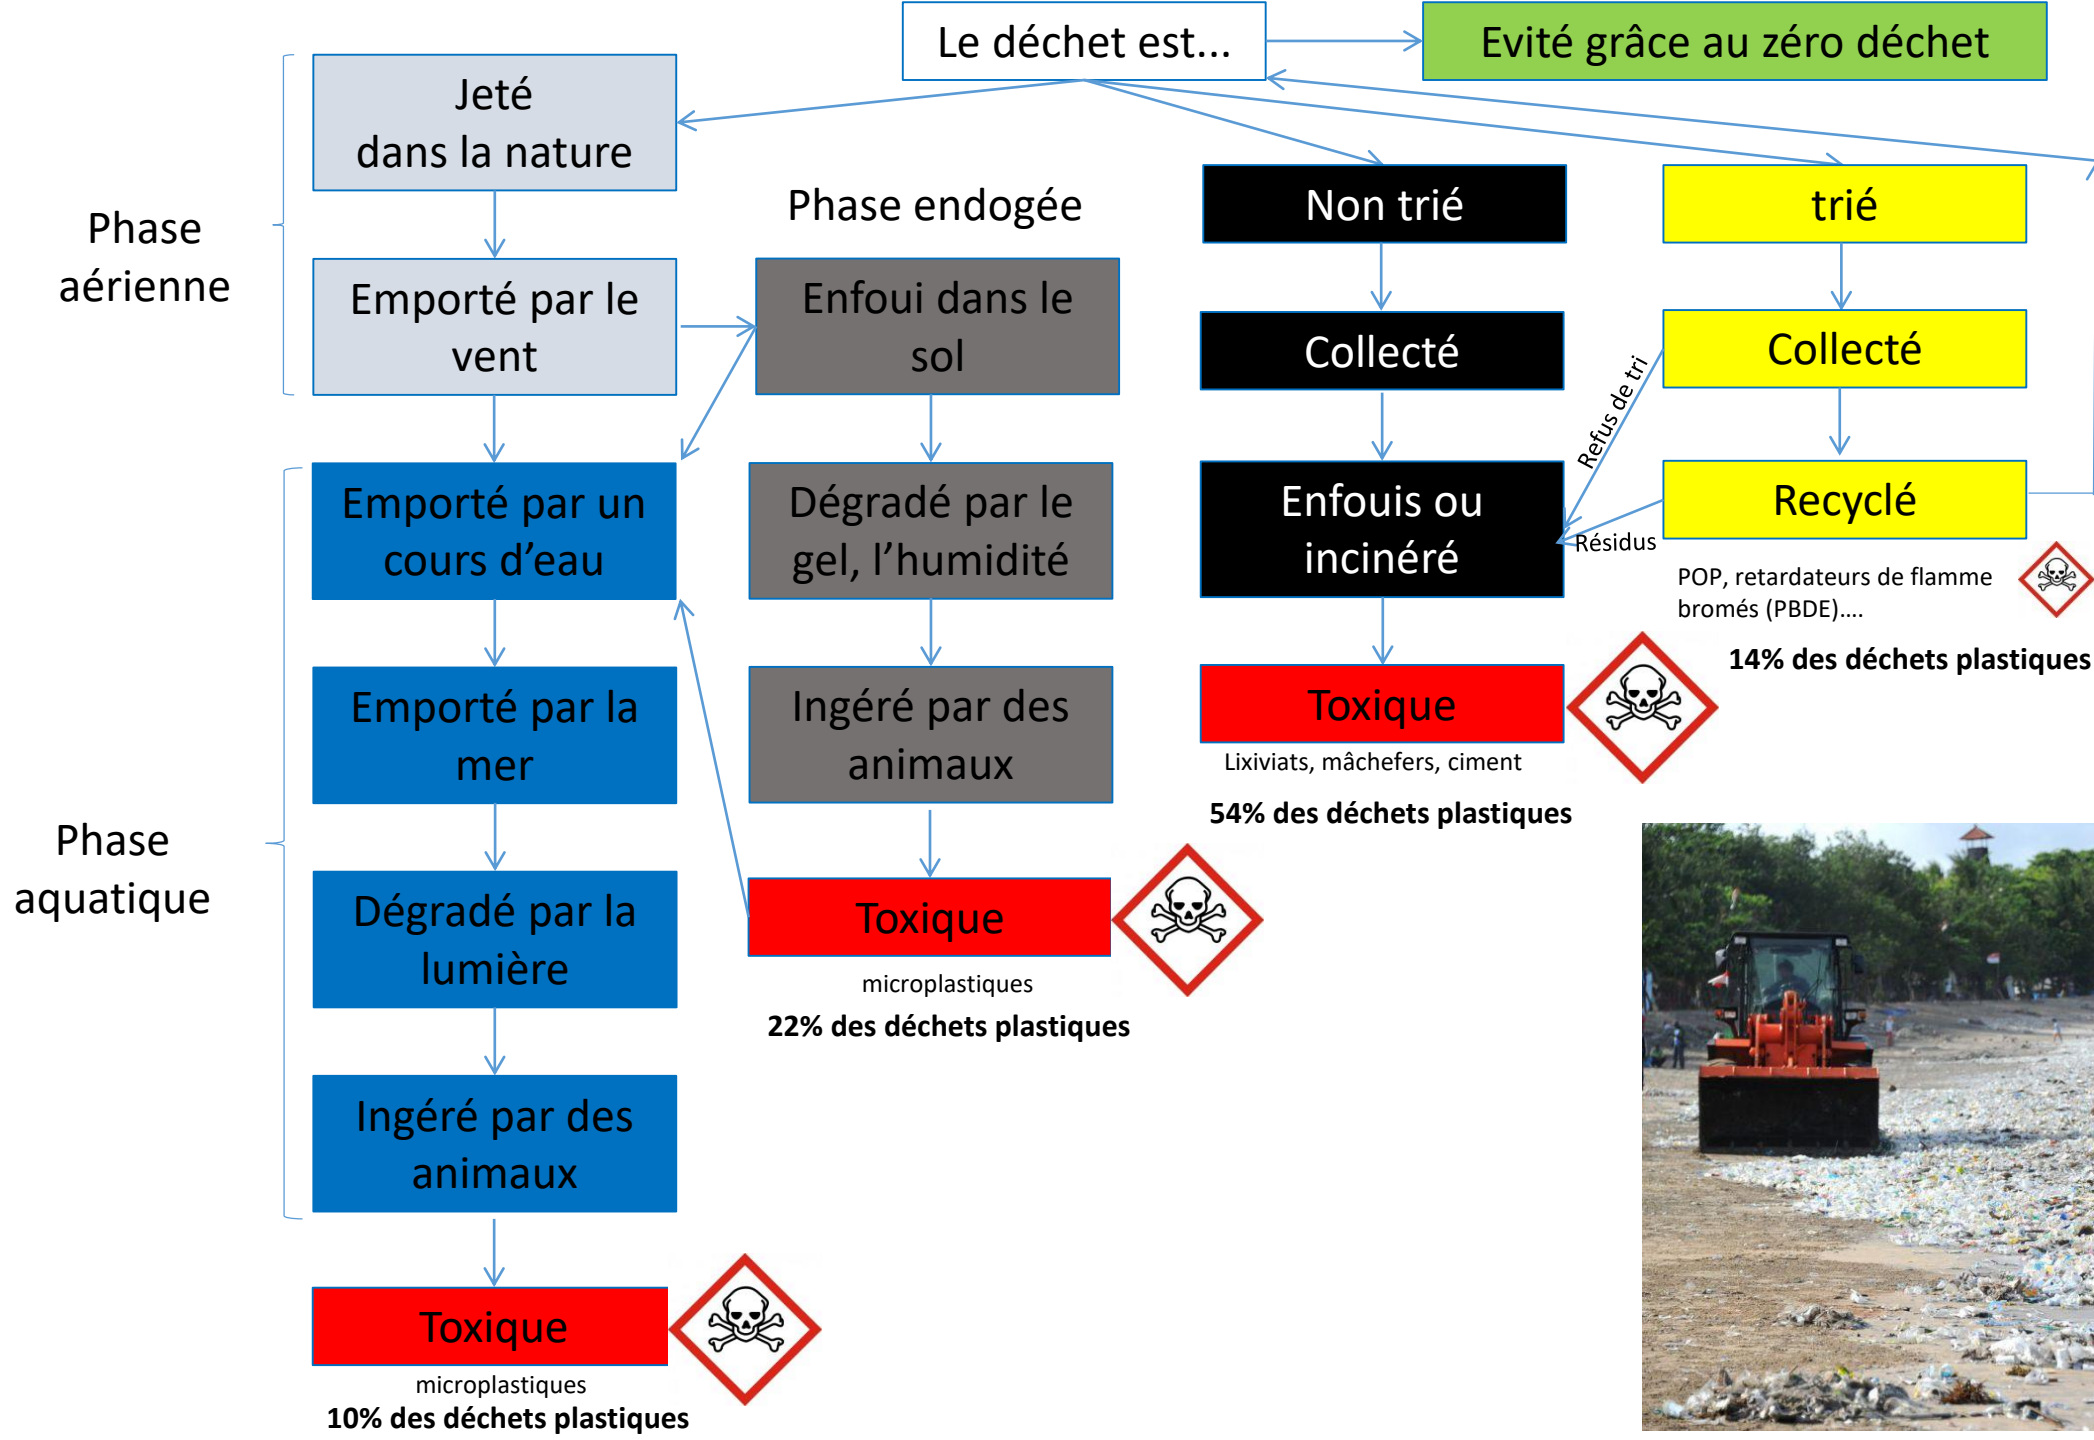 Le déchet est...
Evité grâce au zéro déchet
Phase
aérienne
Jeté
dans la nature
Emporté par le
vent
Phase
aquatique
Emporté par un
cours d’eau
Emporté par la
mer
Dégradé par la
lumière
Ingéré par des
animaux
Toxique
microplastiques
10% des déchets plastiques
Phase endogée
Enfoui dans le
sol
Dégradé par le
gel, l’humidité
Ingéré par des
animaux
Toxique
microplastiques
22% des déchets plastiques
Non trié
Collecté
Enfouis ou
incinéré
Toxique
Lixiviats, mâchefers, ciment
54% des déchets plastiques
trié
Collecté
Refus de tri
Recyclé
Résidus
POP, retardateurs de flamme
bromés (PBDE)....
14% des déchets plastiques